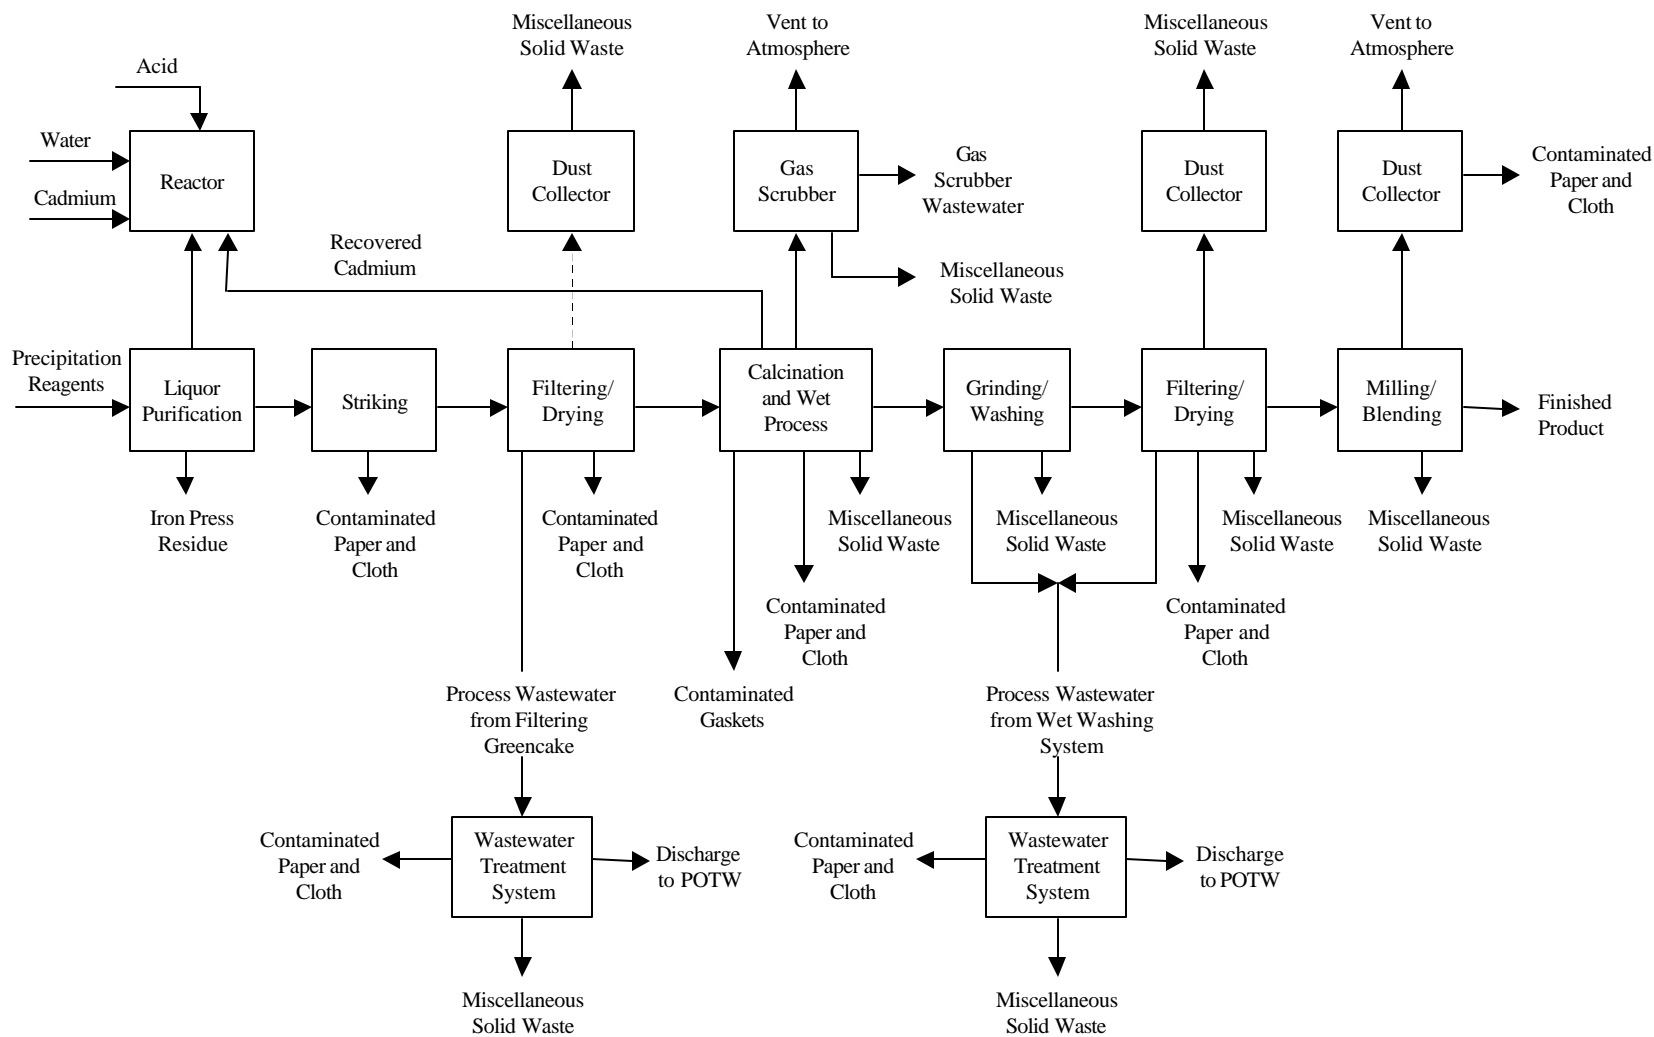 Miscellaneous
Solid Waste
Vent to
Atmosphere
Miscellaneous
Solid Waste
Vent to
Atmosphere
Acid
Water
Cadmium
Reactor
Dust
Collector
Gas
Scrubber
Gas
Scrubber
Wastewater
Dust
Collector
Dust
Collector
Contaminated
Paper and
Cloth
Recovered
Cadmium
Miscellaneous
Solid Waste
Precipitation
Reagents
Liquor
Purification
Striking
Filtering/
Drying
Calcination
and Wet
Process
Grinding/
Washing
Filtering/
Drying
Milling/
Blending
Finished
Product
Iron Press
Residue
Contaminated
Paper and
Cloth
Contaminated
Paper and
Cloth
Miscellaneous
Solid Waste
Miscellaneous
Solid Waste
Miscellaneous
Solid Waste
Miscellaneous
Solid Waste
Contaminated
Paper and
Cloth
Contaminated
Paper and
Cloth
Process Wastewater
from Filtering
Greencake
Contaminated
Gaskets
Process Wastewater
from Wet Washing
System
Contaminated
Paper and
Cloth
Wastewater
Treatment
System
Discharge
to POTW
Contaminated
Paper and
Cloth
Wastewater
Treatment
System
Discharge
to POTW
Miscellaneous
Solid Waste
Miscellaneous
Solid Waste